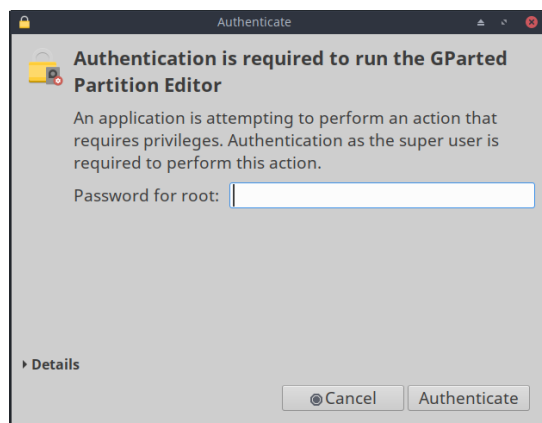 Authenticate
Authentication is required to run the GParted
Partition Editor
An application is attempting to perform an action that
requires privileges. Authentication as the super user is
required to perform this action.
Password for root:
Details
Cancel
Authenticate